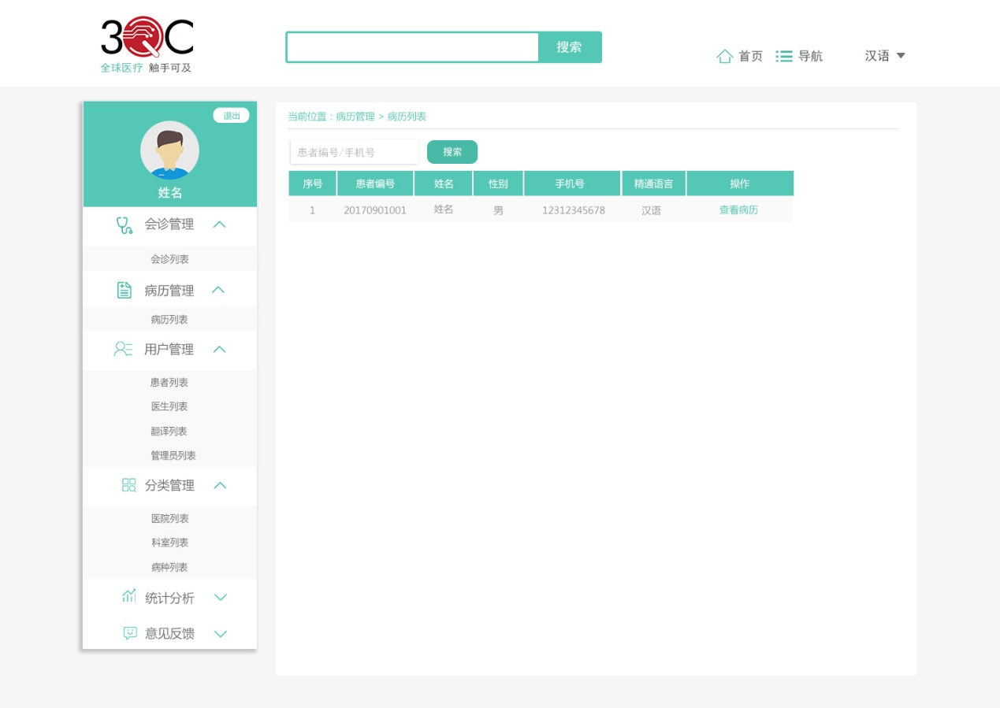 3QC
全球医疗 触手可及
搜索
首页
导航
汉语
退出
姓名
会诊管理
会诊列表
病历管理
病历列表
用户管理
患者列表
医生列表
翻译列表
管理员列表
分类管理
医院列表
科室列表
病种列表
统计分析
意见反馈
当前位置：病历管理 > 病历列表
患者编号/手机号
搜索
序号 患者编号 姓名 性别 手机号 精通语言 操作
1 20170901001 姓名 男 12312345678 汉语 查看病历